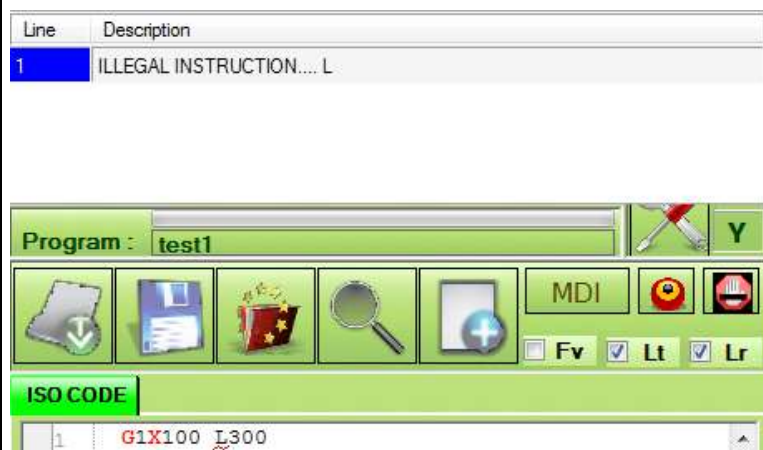 Line Description
1 ILLEGAL INSTRUCTION.... L
Program : test1
Y
MDI
Fv Lt Lr
ISO CODE
1 G1X100 L300